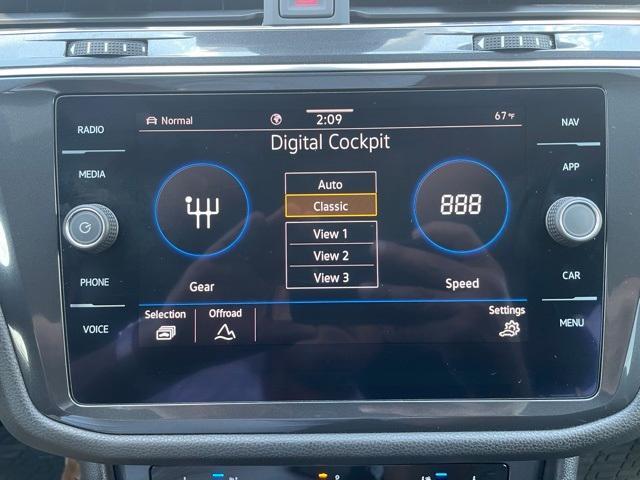 RADIO
MEDIA
PHONE
VOICE
Normal
2:09
67°F
Digital Cockpit
Auto
Classic
View 1
View 2
View 3
Gear
888
Speed
Selection
Offroad
Settings
NAV
APP
CAR
MENU